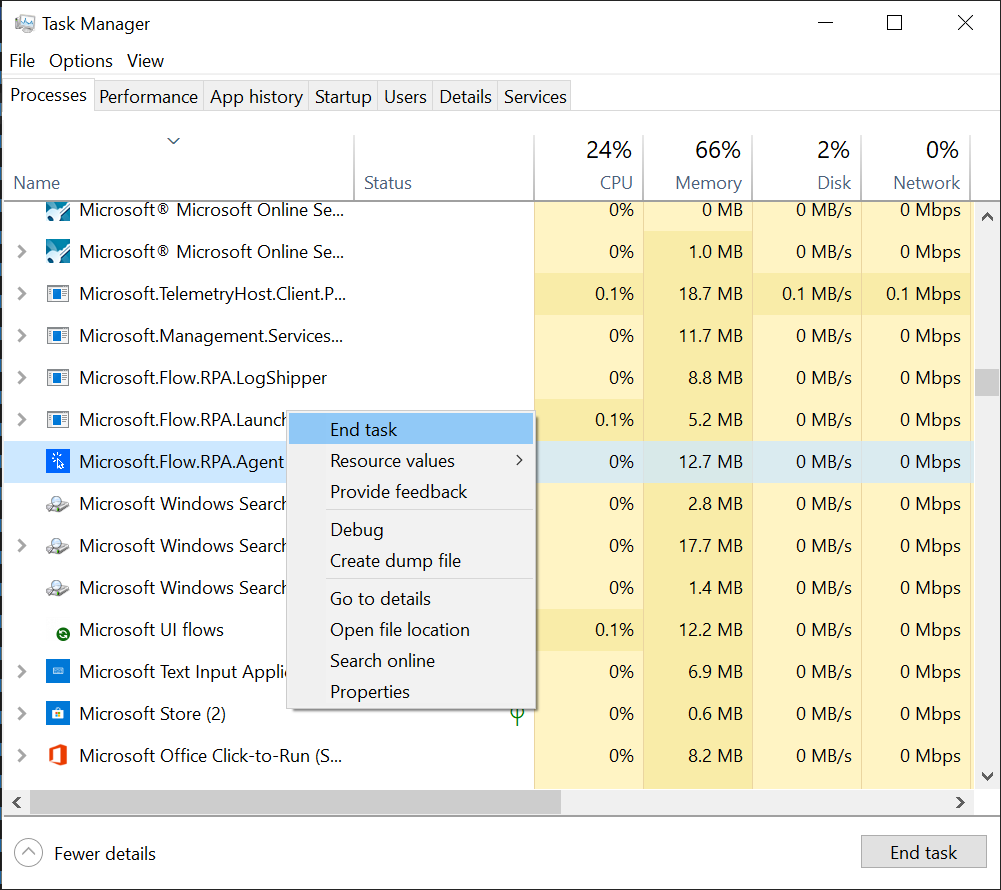 Task Manager
File Options View
Processes Performance App history Startup Users Details Services
24% 66% 2% 0%
Name Status CPU Memory Disk Network
Microsoft® Microsoft Online Se... 0% 0 MB 0 MB/s 0 Mbps
Microsoft® Microsoft Online Se... 0% 1.0 MB 0 MB/s 0 Mbps
Microsoft.TelemetryHost.Client.P... 0.1% 18.7 MB 0.1 MB/s 0.1 Mbps
Microsoft.Management.Services... 0% 11.7 MB 0 MB/s 0 Mbps
Microsoft.Flow.RPA.LogShipper 0% 8.8 MB 0 MB/s 0 Mbps
Microsoft.Flow.RPA.Launch 0.1% 5.2 MB 0 MB/s 0 Mbps
Microsoft.Flow.RPA.Agent 0% 12.7 MB 0 MB/s 0 Mbps
Microsoft Windows Search 0% 2.8 MB 0 MB/s 0 Mbps
Microsoft Windows Search 0% 17.7 MB 0 MB/s 0 Mbps
Microsoft Windows Search 0% 1.4 MB 0 MB/s 0 Mbps
Microsoft UI flows 0.1% 12.2 MB 0 MB/s 0 Mbps
Microsoft Text Input Appli 0% 6.9 MB 0 MB/s 0 Mbps
Microsoft Store (2) 0% 0.6 MB 0 MB/s 0 Mbps
Microsoft Office Click-to-Run (S... 0% 8.2 MB 0 MB/s 0 Mbps
End task
Resource values
Provide feedback
Debug
Create dump file
Go to details
Open file location
Search online
Properties
Fewer details End task